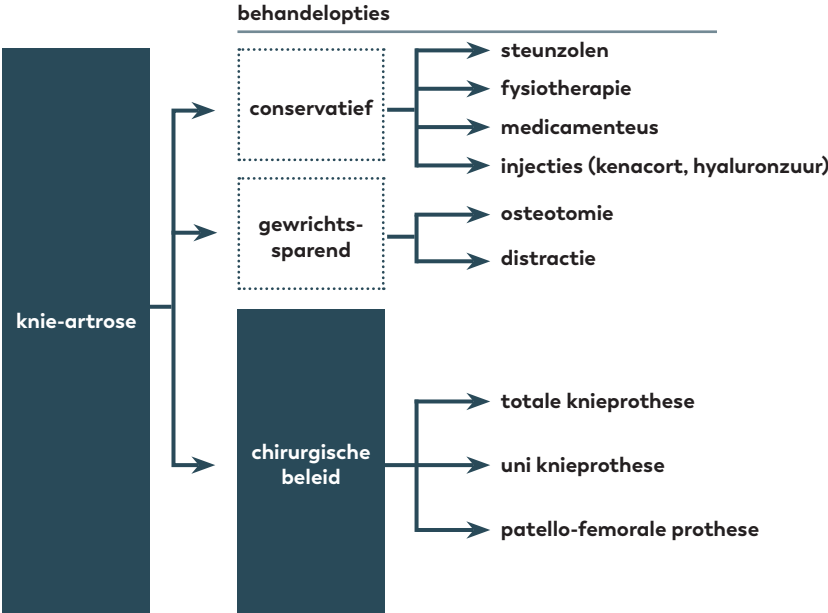 behandelopties
knie-artrose
conservatief
steunzolen
fysiotherapie
medicamenteus
injecties (kenacort, hyaluronzuur)
gewrichts-
sparend
osteotomie
distractie
chirurgische
beleid
totale knieprothese
uni knieprothese
patello-femorale prothese